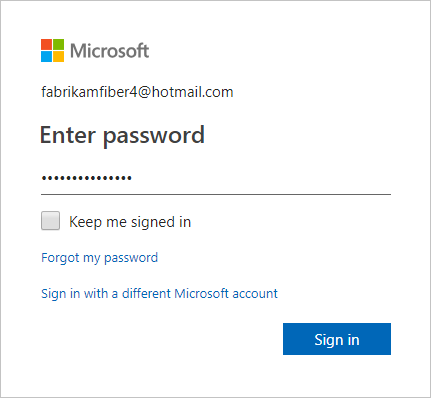 Microsoft
fabrikamfiber4@hotmail.com
Enter password
•••••••••••••••
Keep me signed in
Forgot my password
Sign in with a different Microsoft account
Sign in